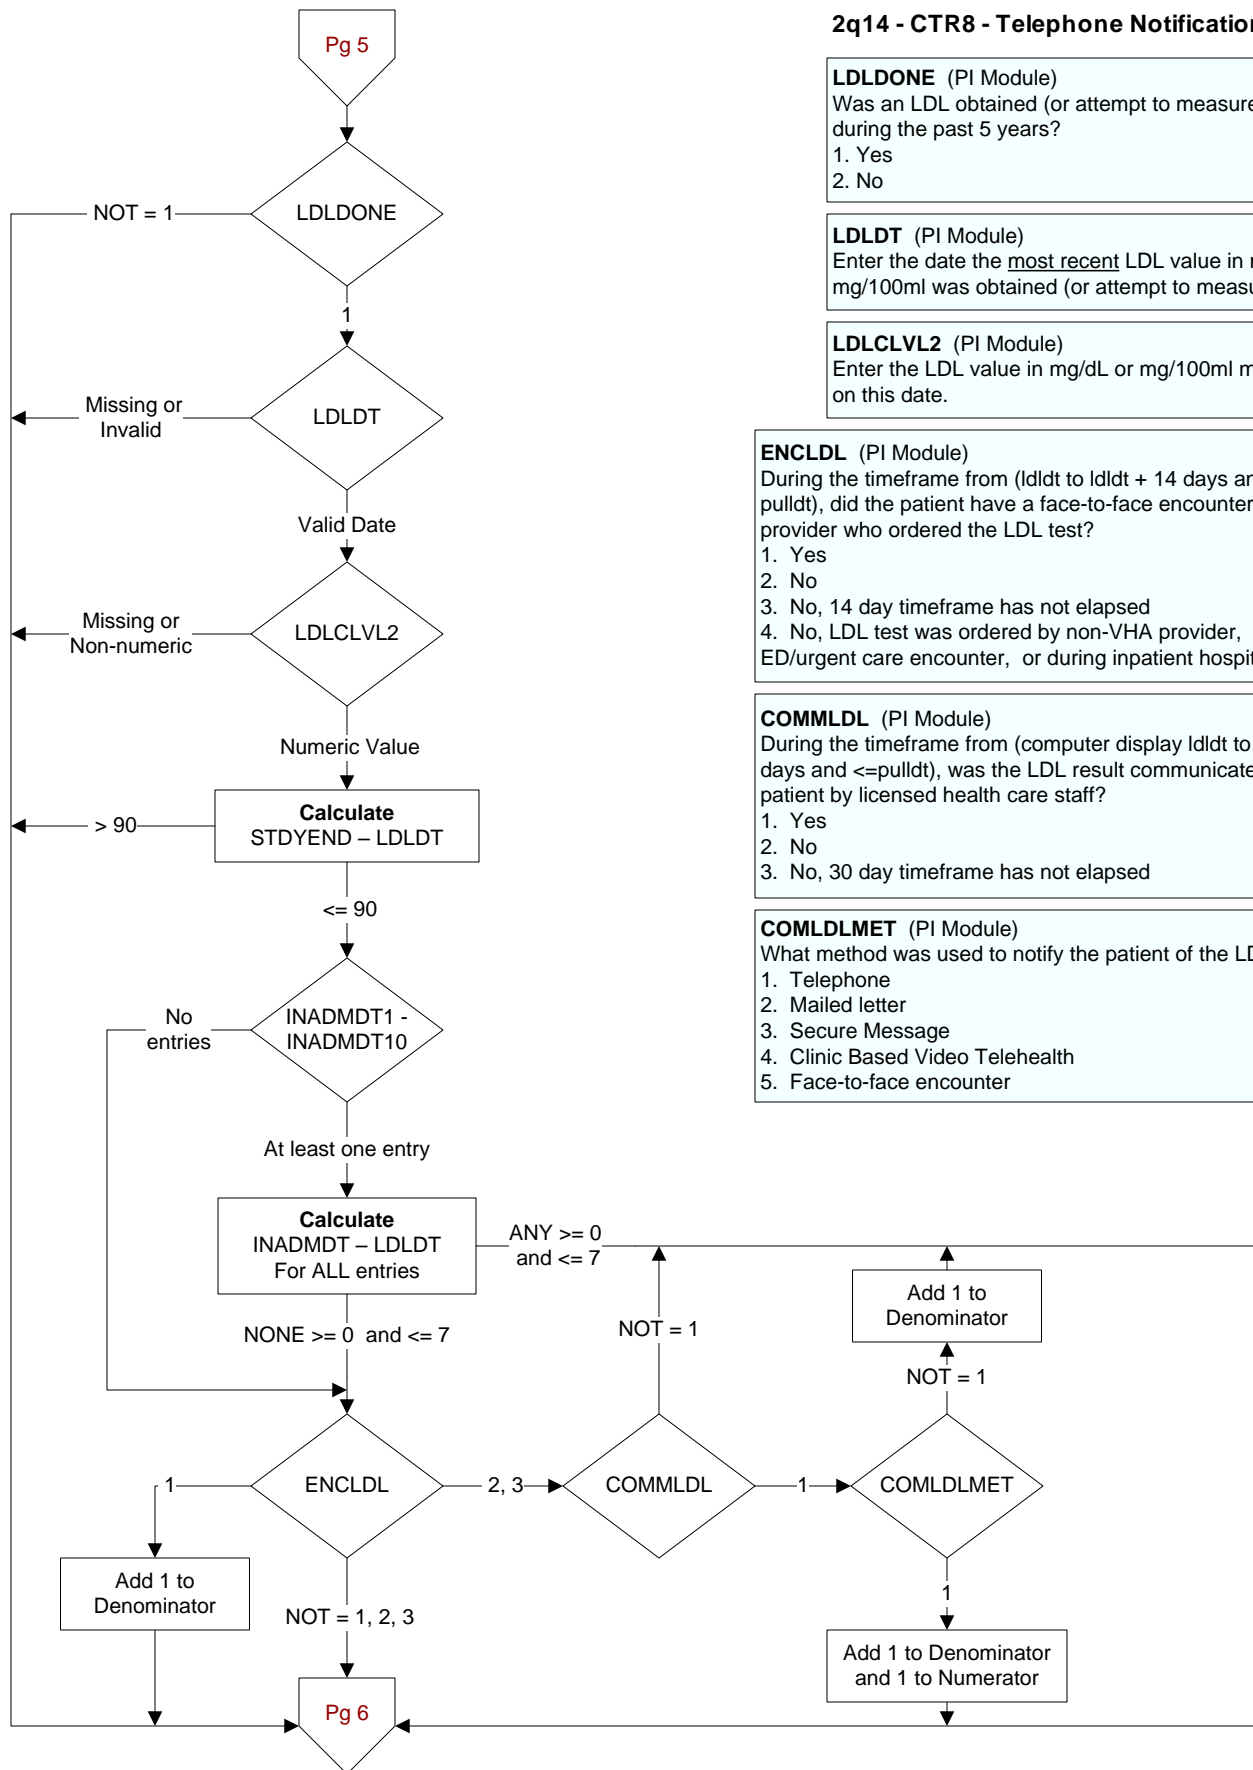 2q14 - CTR8 - Telephone Notification
Pg 5
LDLDONE
NOT = 1
1
LDLDT
Missing or
Invalid
Valid Date
LDLCLVL2
Missing or
Non-numeric
Numeric Value
Calculate
STDYEND – LDLDT
> 90
<= 90
INADMDT1 -
INADMDT10
No
entries
At least one entry
Calculate
INADMDT – LDLDT
For ALL entries
ANY >= 0
and <= 7
NONE >= 0 and <= 7
ENCLDL
1
2, 3
NOT = 1, 2, 3
Add 1 to
Denominator
COMMLDL
NOT = 1
1
COMLDLMET
NOT = 1
Add 1 to
Denominator
1
Add 1 to Denominator
and 1 to Numerator
Pg 6
LDLDONE (PI Module)
Was an LDL obtained (or attempt to measure
during the past 5 years?
1. Yes
2. No
LDLDT (PI Module)
Enter the date the most recent LDL value in
mg/100ml was obtained (or attempt to
LDLCLVL2 (PI Module)
Enter the LDL value in mg/dL or mg/100ml
on this date.
ENCLDL (PI Module)
During the timeframe from (ldldt to ldldt + 14 days
pulldt), did the patient have a face-to-face encounter
provider who ordered the LDL test?
1. Yes
2. No
3. No, 14 day timeframe has not elapsed
4. No, LDL test was ordered by non-VHA provider,
ED/urgent care encounter, or during inpatient
COMMLDL (PI Module)
During the timeframe from (computer display ldldt to
days and <=pulldt), was the LDL result
patient by licensed health care staff?
1. Yes
2. No
3. No, 30 day timeframe has not elapsed
COMLDLMET (PI Module)
What method was used to notify the patient of the
1. Telephone
2. Mailed letter
3. Secure Message
4. Clinic Based Video Telehealth
5. Face-to-face encounter